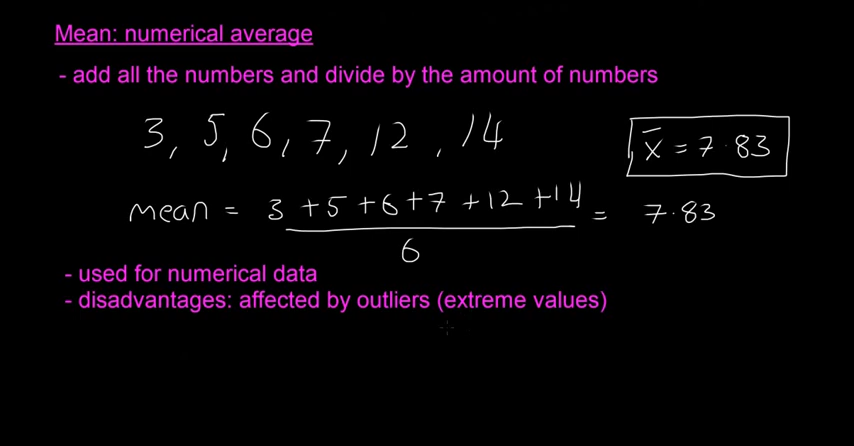 Mean: numerical average
- add all the numbers and divide by the amount of numbers
3, 5, 6, 7, 12, 14
x̄ = 7.83
mean = 3 + 5 + 6 + 7 + 12 + 14 = 7.83
6
- used for numerical data
- disadvantages: affected by outliers (extreme values)